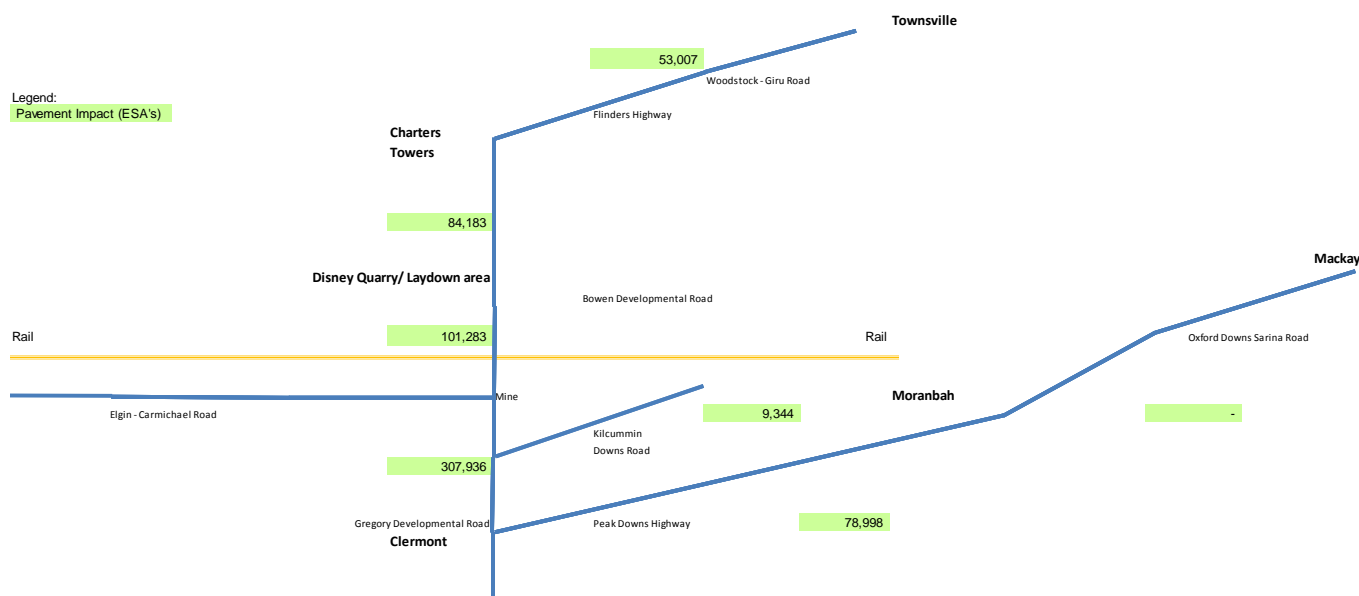 Townsville
53,007
Woodstock - Giru Road
Legend:
Pavement Impact (ESA's)
Flinders Highway
Charters
Towers
84,183
Mackay
Disney Quarry/ Laydown area
Bowen Developmental Road
Rail
101,283
Rail
Oxford Downs Sarina Road
Mine
Moranbah
Elgin - Carmichael Road
9,344
-
Kilcummin
Downs Road
307,936
Gregory Developmental Road
Peak Downs Highway
78,998
Clermont